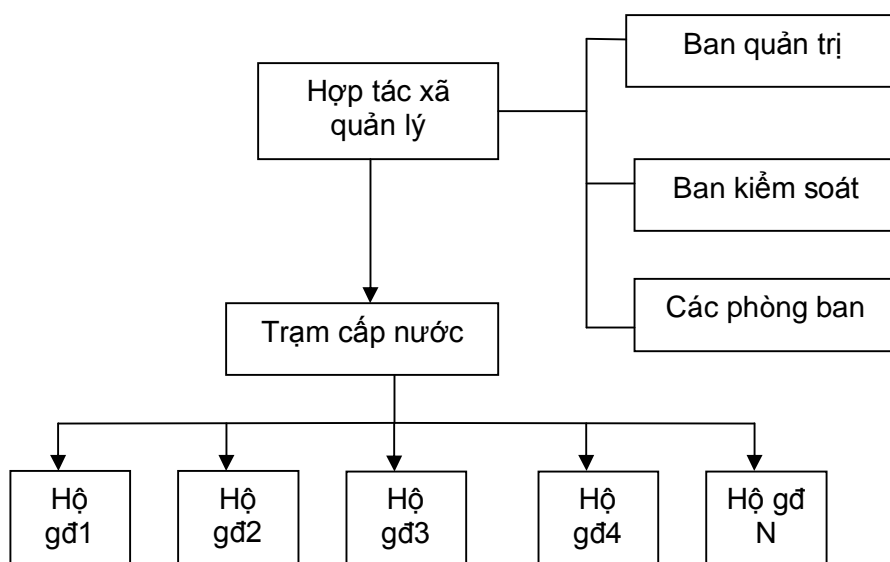 Ban quản trị
Hợp tác xã
quản lý
Ban kiểm soát
Các phòng ban
Trạm cấp nước
Hộ
gđ1
Hộ
gđ2
Hộ
gđ3
Hộ
gđ4
Hộ gđ
N